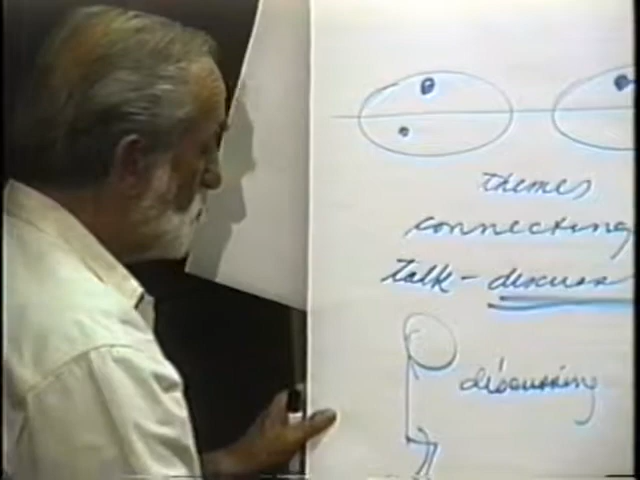 themes
connecting
talk - discuss
discussing